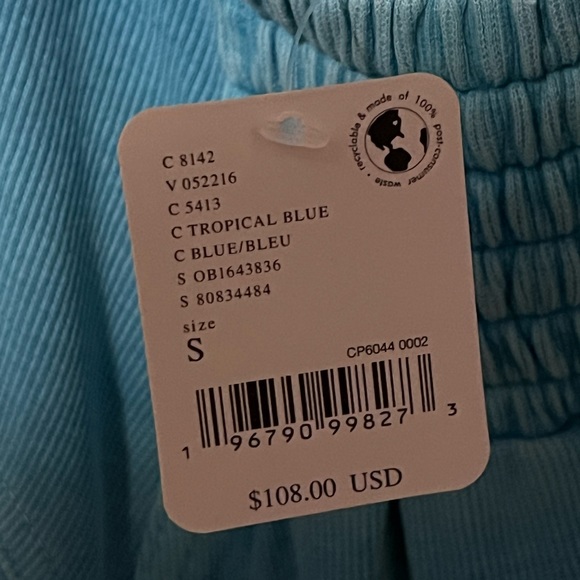 recyclable & made of 100% post-consumer waste •
C 8142
V 052216
C 5413
C TROPICAL BLUE
C BLUE/BLEU
S OB1643836
S 80834484
size
S
CP6044 0002
1 96790 99827 3
$108.00 USD